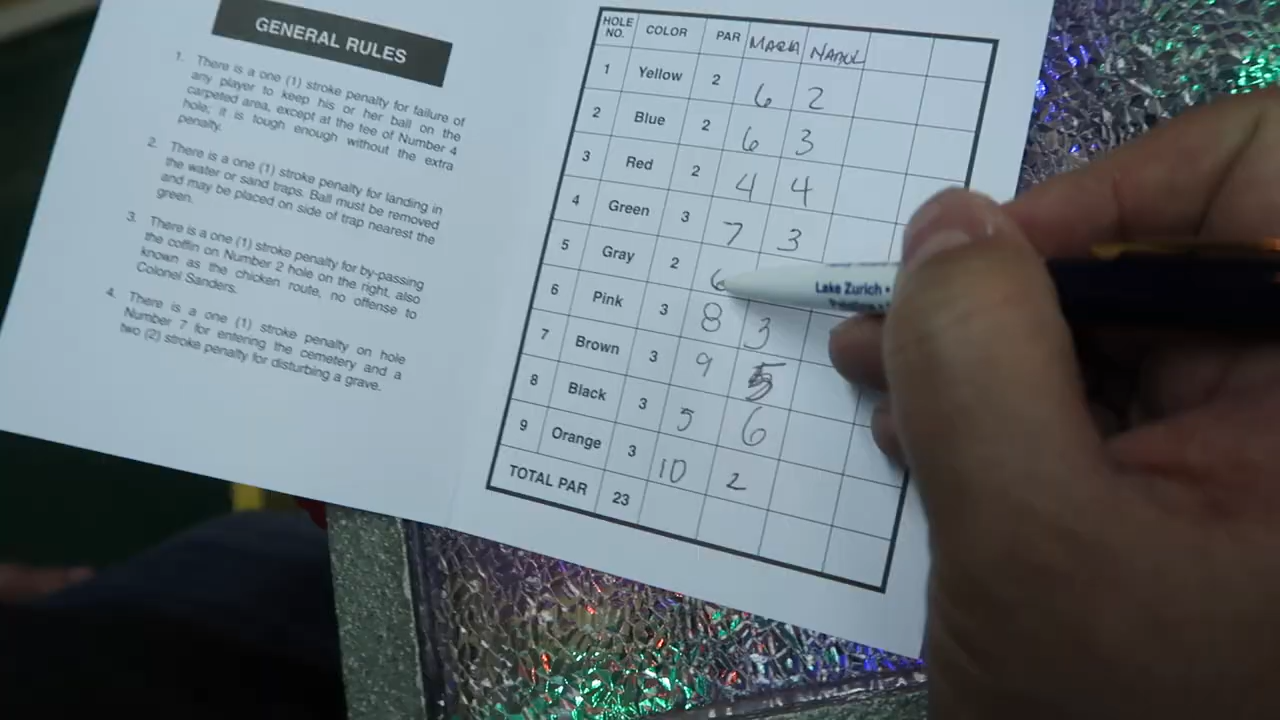 GENERAL RULES
1. There is a one (1) stroke penalty for failure of
any player to keep his or her ball on the
carpeted area, except at the tee of Number 4
hole; it is tough enough without the extra
penalty.
2. There is a one (1) stroke penalty for landing in
the water or sand traps. Ball must be removed
and may be placed on side of trap nearest the
green.
3. There is a one (1) stroke penalty for by-passing
the coffin on Number 2 hole on the right, also
known as the chicken route, no offense to
Colonel Sanders.
4. There is a one (1) stroke penalty on hole
Number 7 for entering the cemetery and a
two (2) stroke penalty for disturbing a grave.
HOLE NO. COLOR PAR MARIA NABUL
1 Yellow 2 6 2
2 Blue 2 6 3
3 Red 2 4 4
4 Green 3 7 3
5 Gray 2 6
6 Pink 3 8 3
7 Brown 3 9 5
8 Black 3 5 6
9 Orange 3 10 2
TOTAL PAR 23
Lake Zurich •